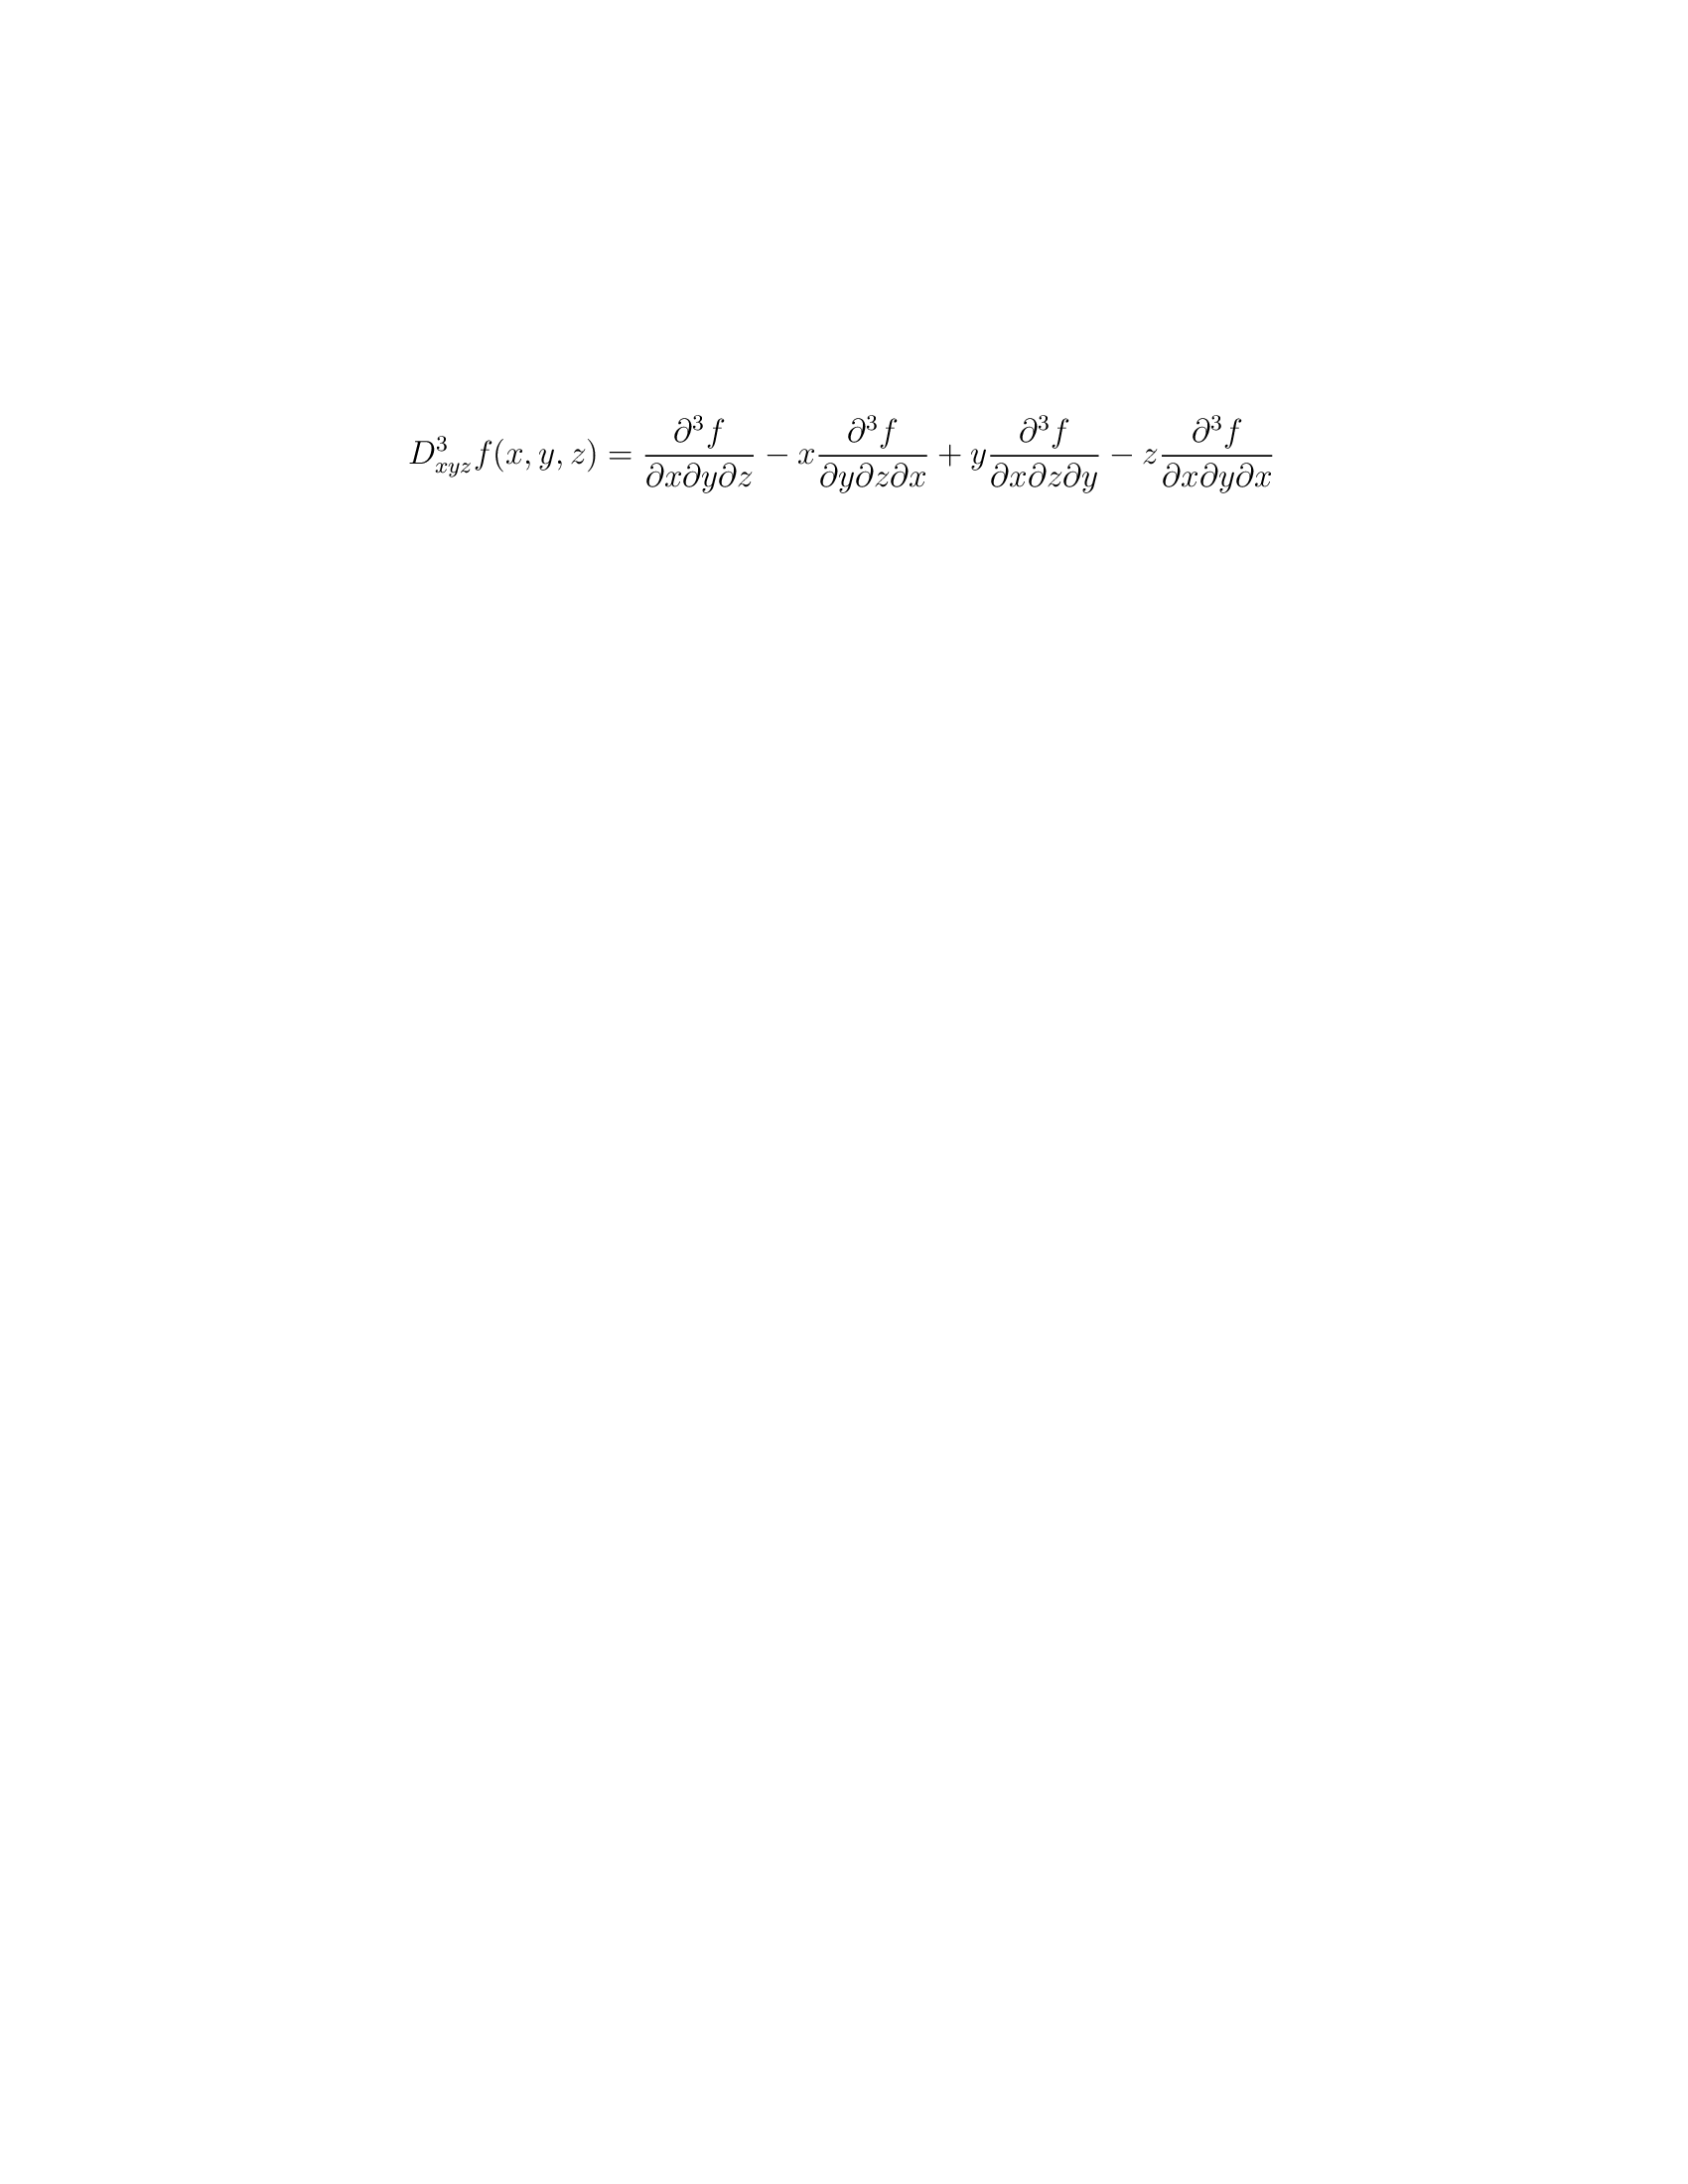 $D^3_{xyz} f(x, y, z) = \frac{\partial^3 f}{\partial x \partial y \partial z} - x \frac{\partial^3 f}{\partial y \partial z \partial x} + y \frac{\partial^3 f}{\partial x \partial z \partial y} - z \frac{\partial^3 f}{\partial x \partial y \partial x}$